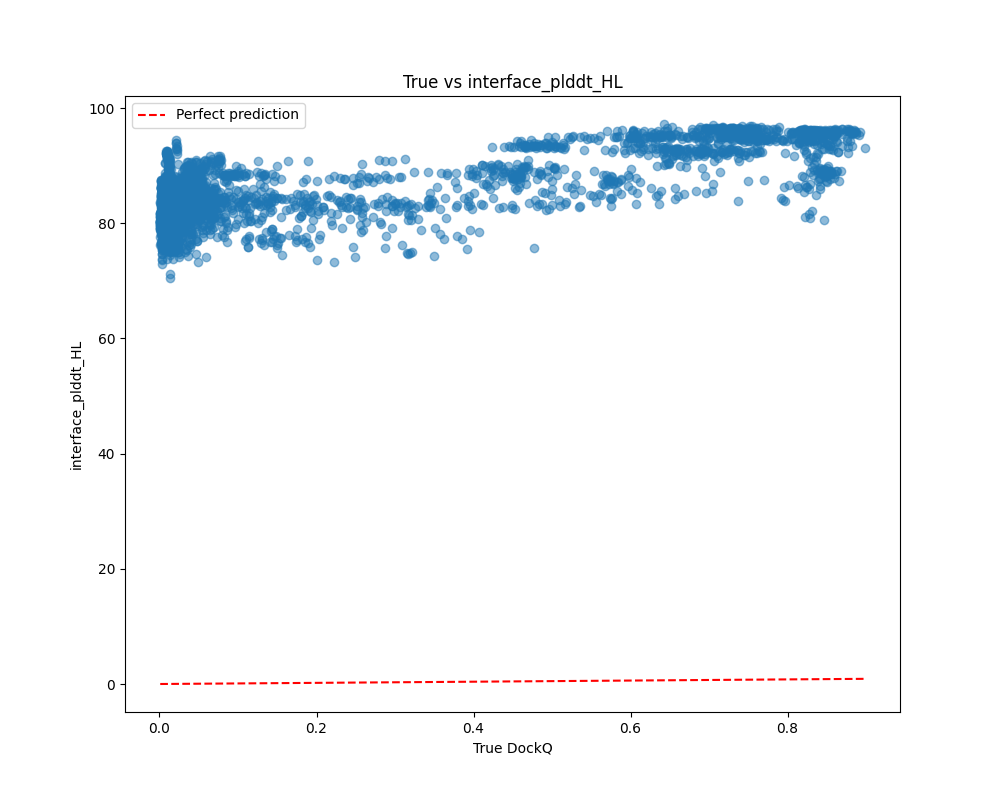 True vs interface_plddt_HL
Perfect prediction
100
80
60
40
20
0
interface_plddt_HL
0.0 0.2 0.4 0.6 0.8
True DockQ